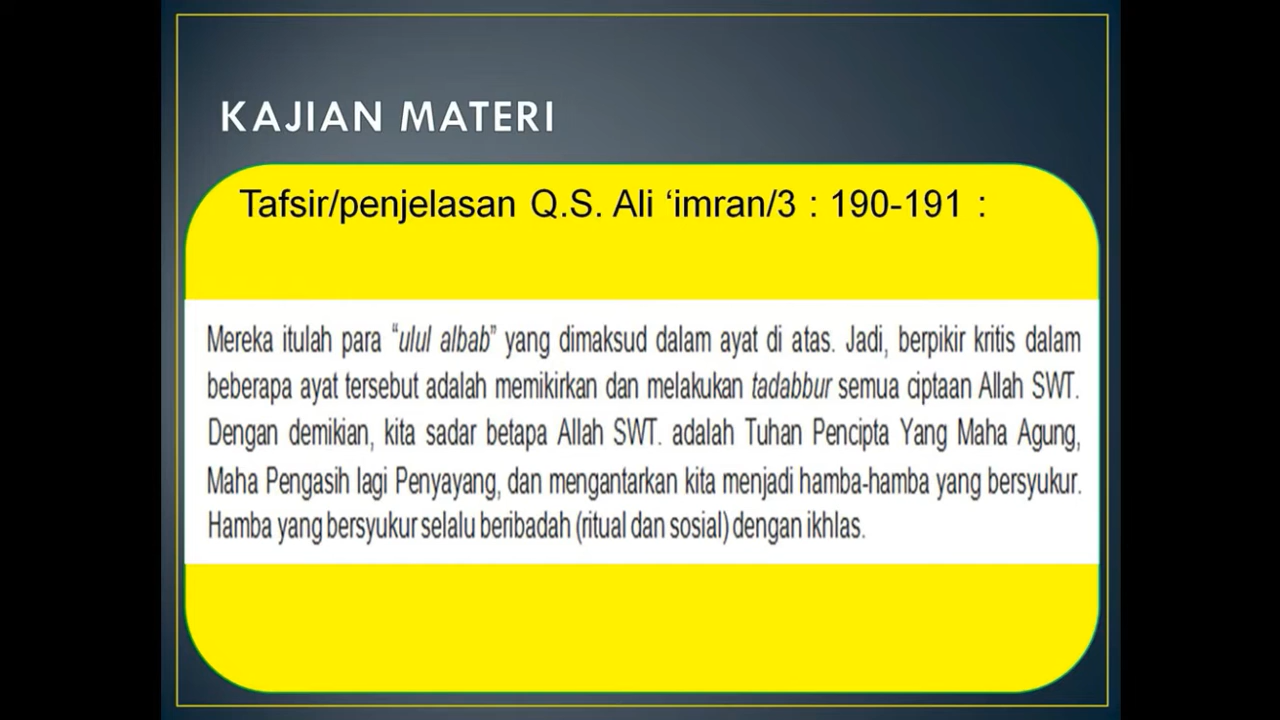 KAJIAN MATERI
Tafsir/penjelasan Q.S. Ali ‘imran/3 : 190-191 :
Mereka itulah para “ulul albab” yang dimaksud dalam ayat di atas. Jadi, berpikir kritis dalam
beberapa ayat tersebut adalah memikirkan dan melakukan tadabbur semua ciptaan Allah SWT.
Dengan demikian, kita sadar betapa Allah SWT. adalah Tuhan Pencipta Yang Maha Agung,
Maha Pengasih lagi Penyayang, dan mengantarkan kita menjadi hamba-hamba yang bersyukur.
Hamba yang bersyukur selalu beribadah (ritual dan sosial) dengan ikhlas.